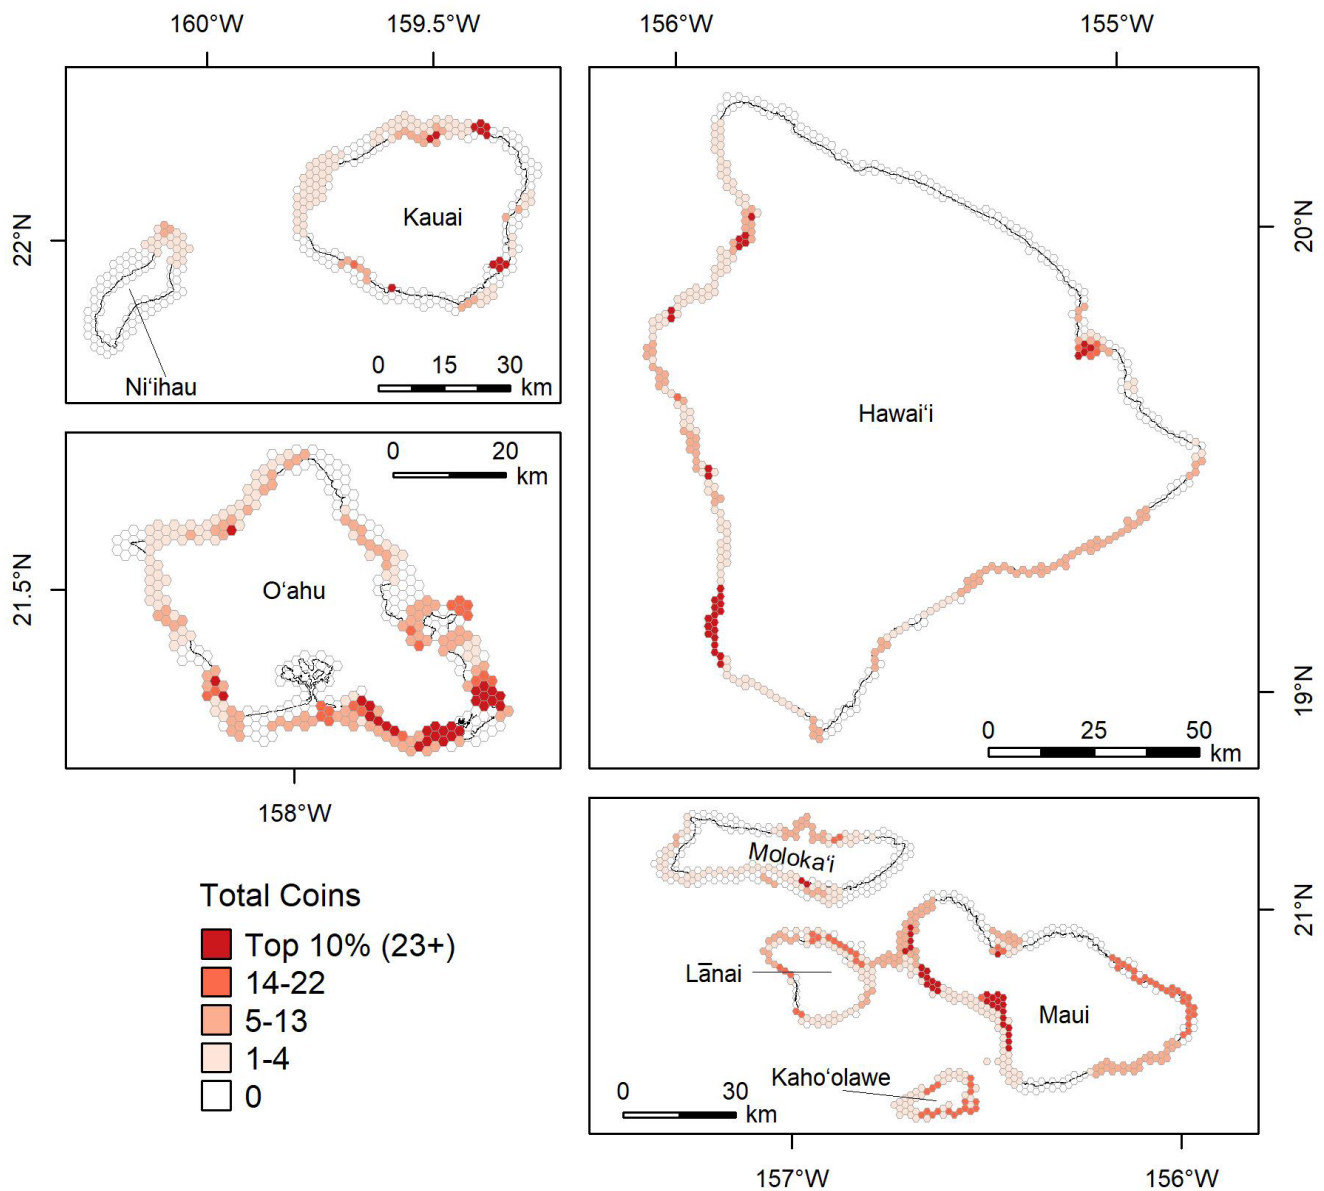 160°W 159.5°W 156°W 155°W
22°N
Kauai
Ni‘ihau
0 15 30
km
20°N
Hawai‘i
19°N
0 25 50
km
0 20
km
21.5°N
O‘ahu
158°W
Total Coins
Top 10% (23+)
14-22
5-13
1-4
0
Moloka‘i
21°N
Lānai
Maui
Kaho‘olawe
0 30
km
157°W 156°W